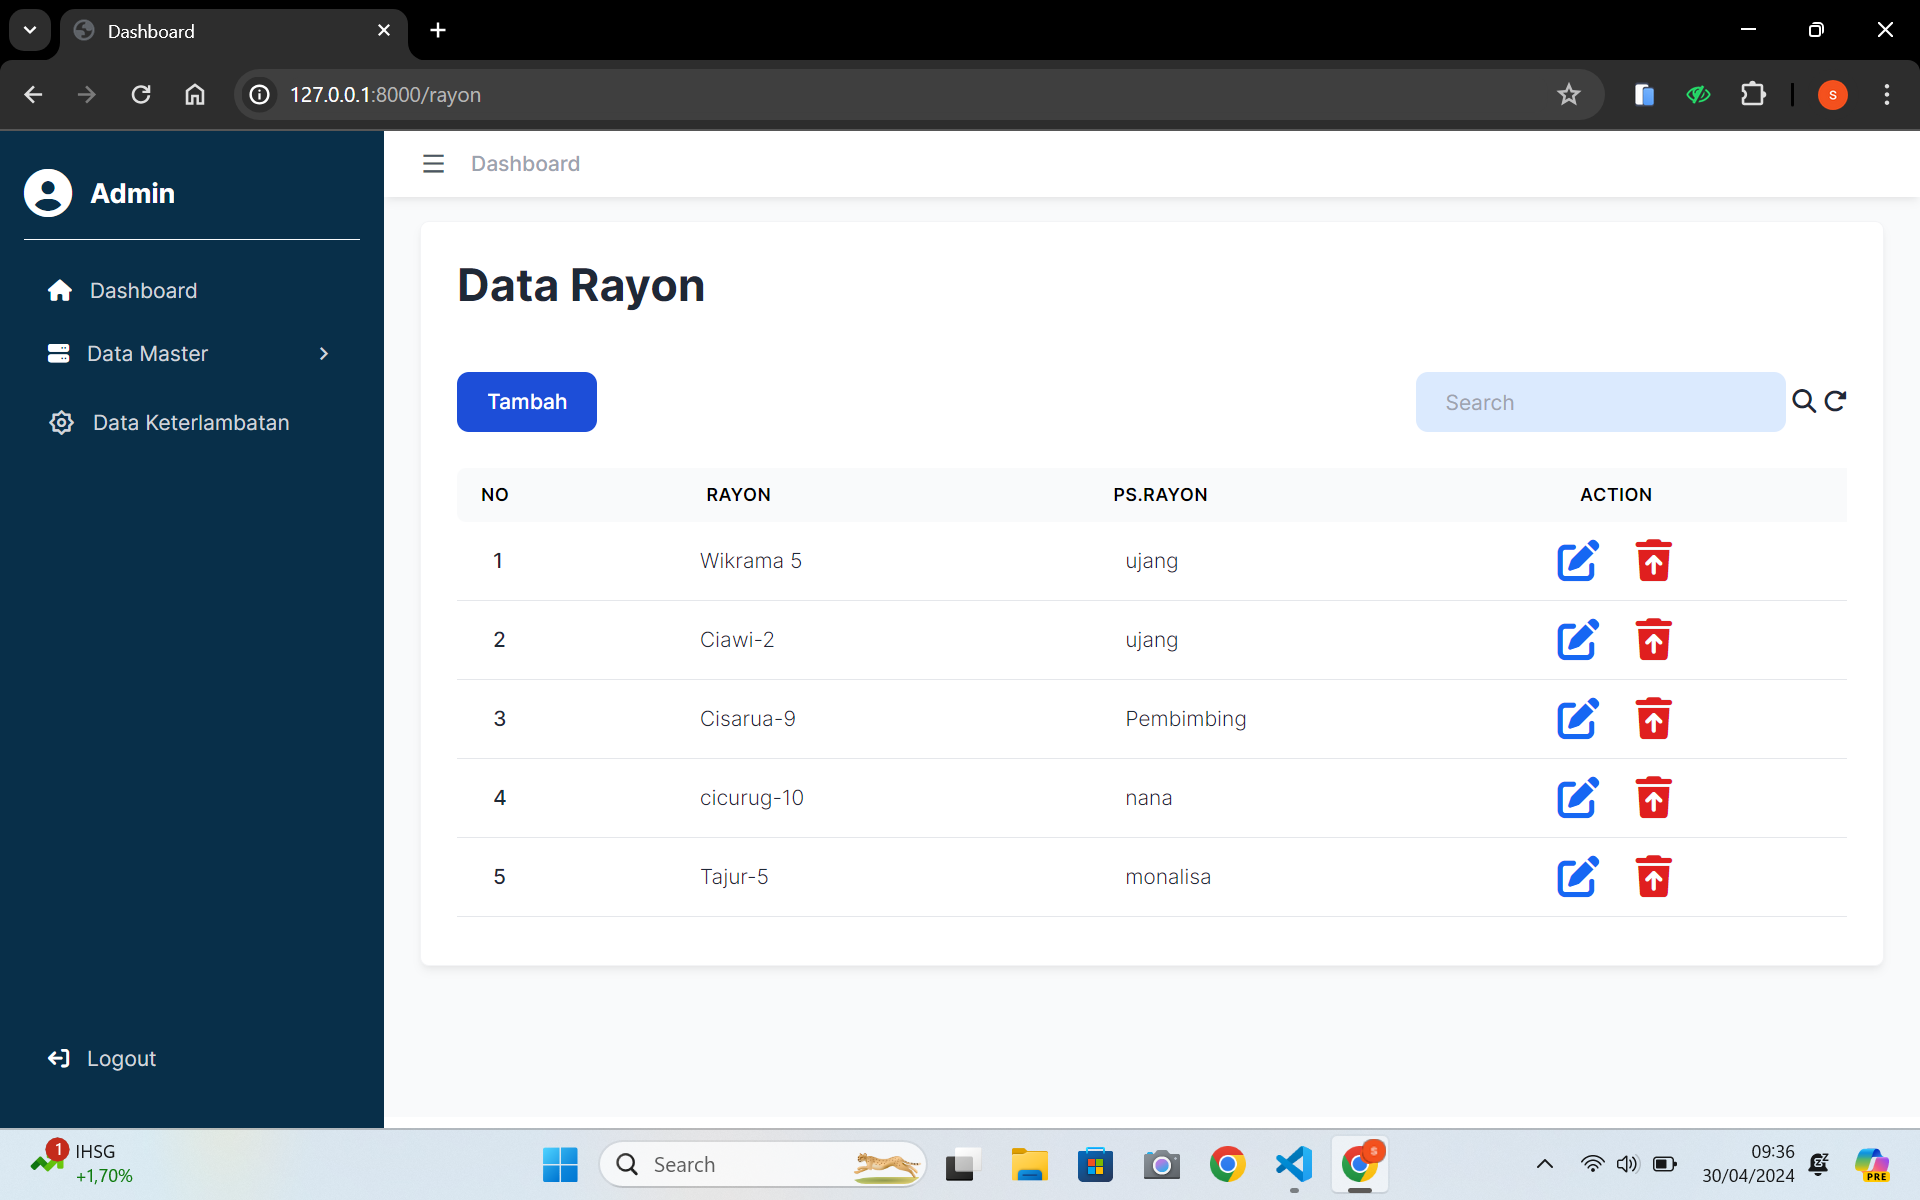 Dashboard
127.0.0.1:8000/rayon
s
Admin
Dashboard
Dashboard
Data Master
Data Keterlambatan
Logout
Data Rayon
Tambah
Search
NO RAYON PS.RAYON ACTION
1 Wikrama 5 ujang
2 Ciawi-2 ujang
3 Cisarua-9 Pembimbing
4 cicurug-10 nana
5 Tajur-5 monalisa
1
IHSG
+1,70%
Search
s
09:36
30/04/2024
PRE